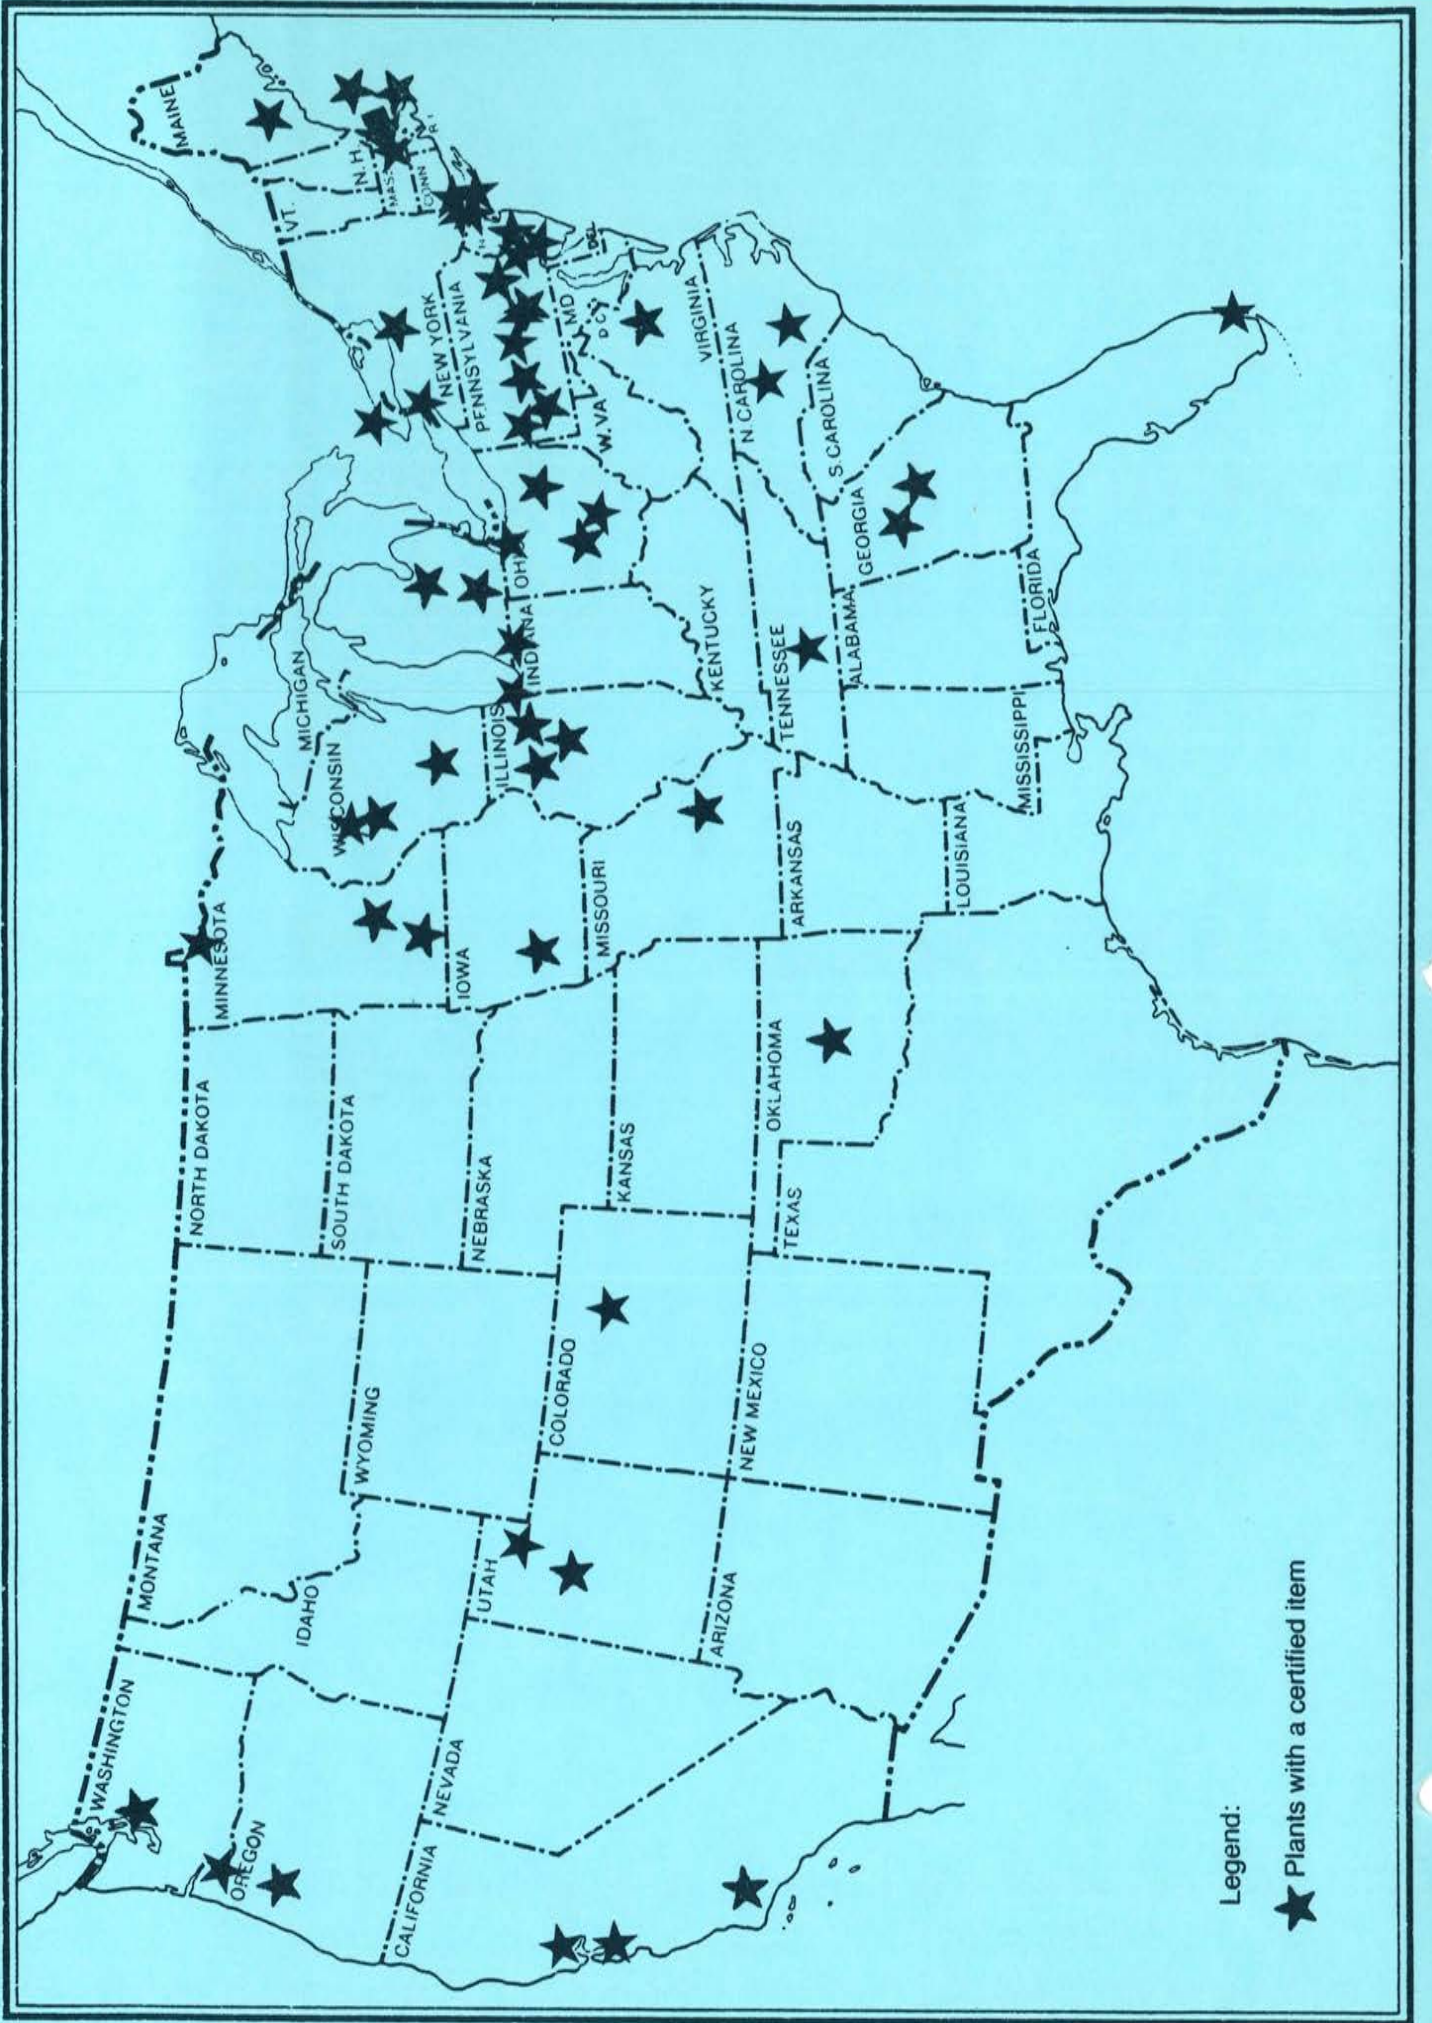 WASHINGTON
MONTANA
NORTH DAKOTA
MINNESOTA
MICHIGAN
VT.
MAINE
N.H.
OREGON
IDAHO
WYOMING
SOUTH DAKOTA
WISCONSIN
NEW YORK
CONN
R I
CALIFORNIA
NEVADA
UTAH
COLORADO
NEBRASKA
IOWA
ILLINOIS
INDIANA
PENNSYLVANIA
MD
DEL
D C
W. VA
KANSAS
MISSOURI
KENTUCKY
VIRGINIA
ARIZONA
NEW MEXICO
TEXAS
OKLAHOMA
ARKANSAS
TENNESSEE
N. CAROLINA
S. CAROLINA
LOUISIANA
MISSISSIPPI
ALABAMA
GEORGIA
FLORIDA
Legend:
Plants with a certified item